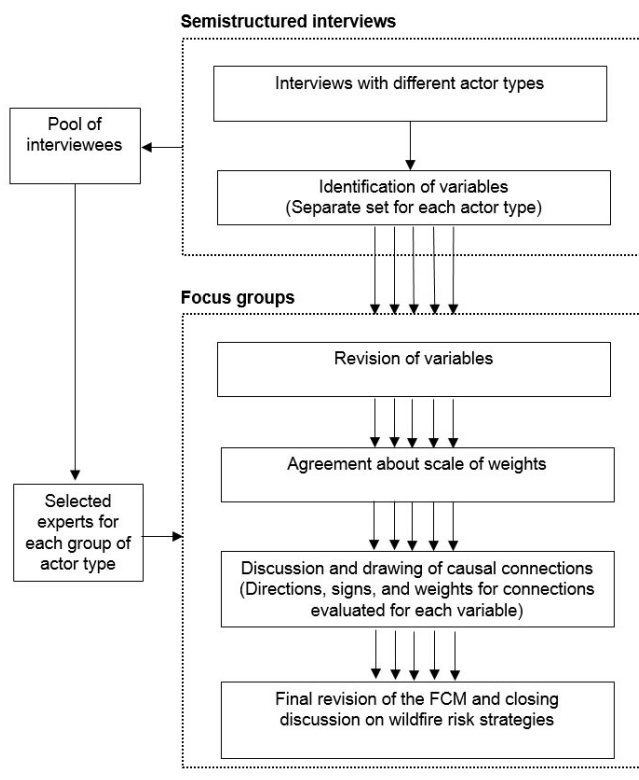 Semistructured interviews
Interviews with different actor types
Pool of
interviewees
Identification of variables
(Separate set for each actor type)
Focus groups
Revision of variables
Agreement about scale of weights
Selected
experts for
each group of
actor type
Discussion and drawing of causal connections
(Directions, signs, and weights for connections
evaluated for each variable)
Final revision of the FCM and closing
discussion on wildfire risk strategies